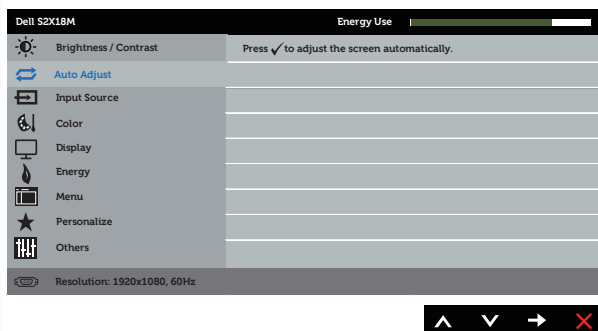 Dell S2X18M Energy Use
Brightness / Contrast Press ✓ to adjust the screen automatically.
Auto Adjust
Input Source
Color
Display
Energy
Menu
Personalize
Others
Resolution: 1920x1080, 60Hz